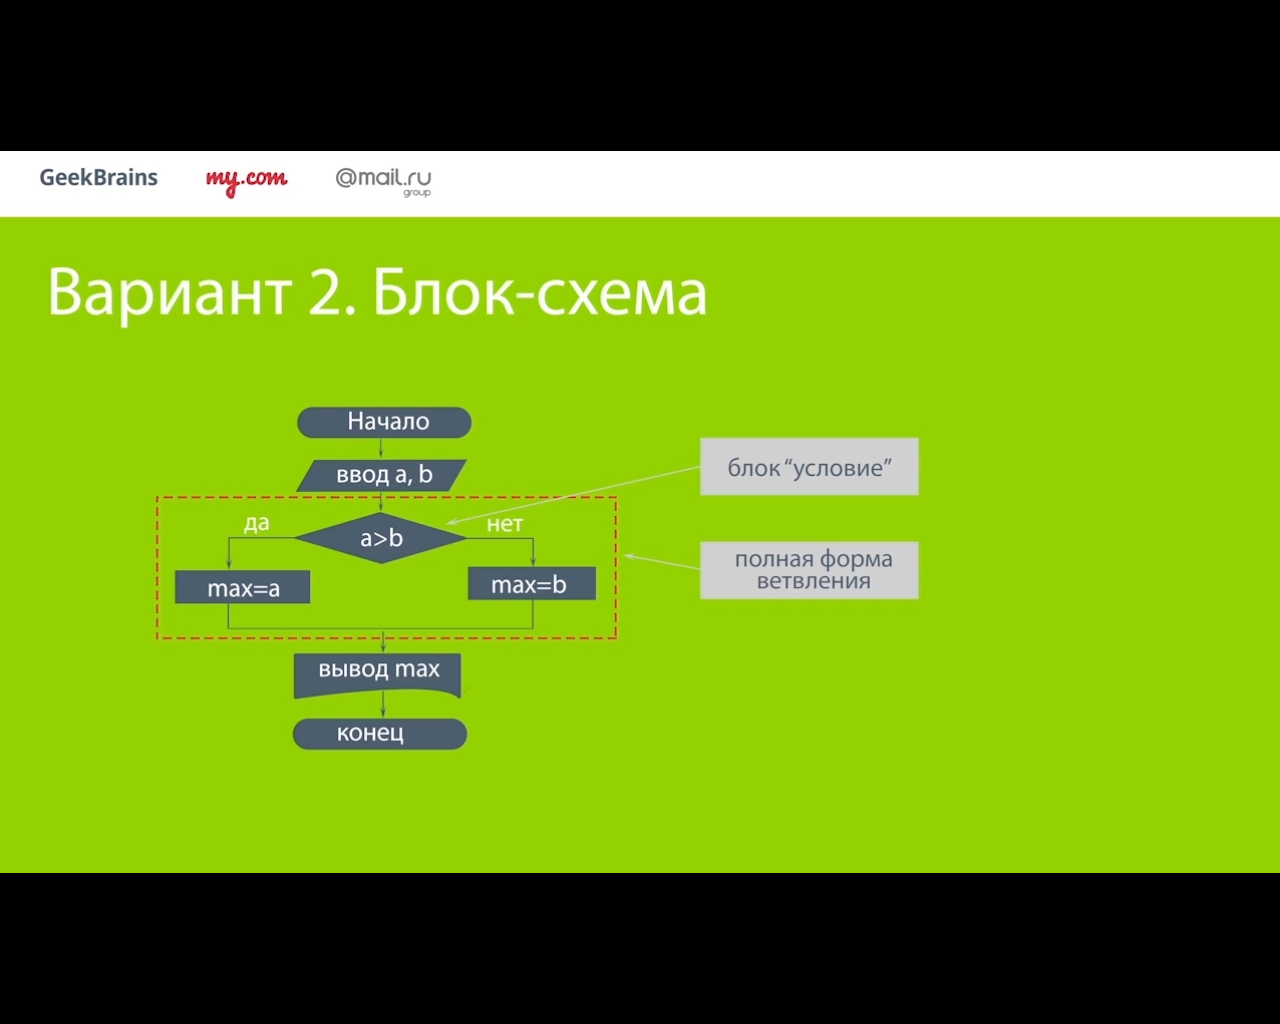 GeekBrains
my.com
@mail.ru
group
Вариант 2. Блок-схема
Начало
ввод a, b
да
a>b
нет
max=a
max=b
вывод max
конец
блок “условие”
полная форма
ветвления